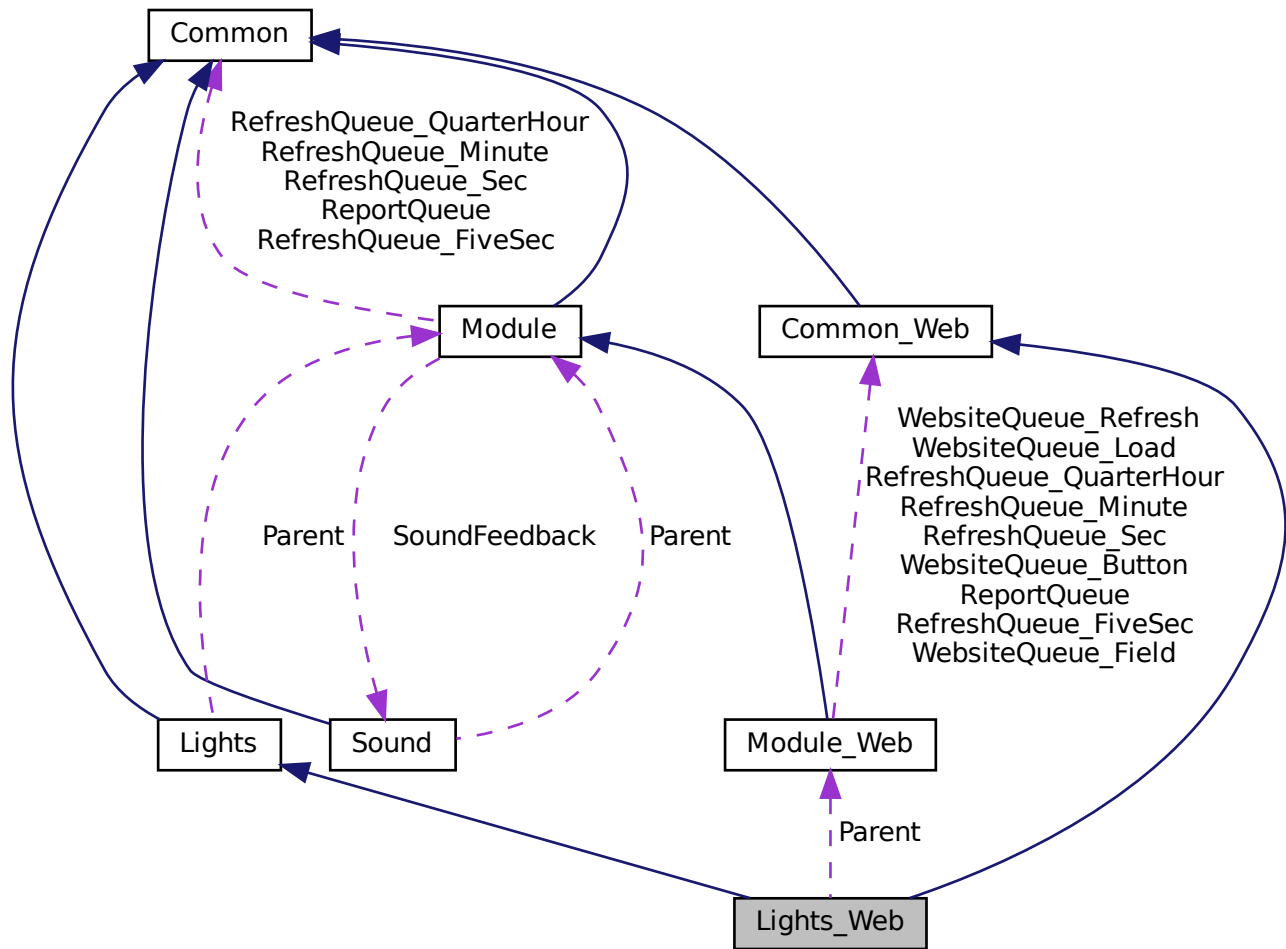 Common
RefreshQueue_QuarterHour
RefreshQueue_Minute
RefreshQueue_Sec
ReportQueue
RefreshQueue_FiveSec
Module
Common_Web
WebsiteQueue_Refresh
WebsiteQueue_Load
RefreshQueue_QuarterHour
RefreshQueue_Minute
RefreshQueue_Sec
WebsiteQueue_Button
ReportQueue
RefreshQueue_FiveSec
WebsiteQueue_Field
Parent
SoundFeedback
Parent
Lights
Sound
Module_Web
Parent
Lights_Web